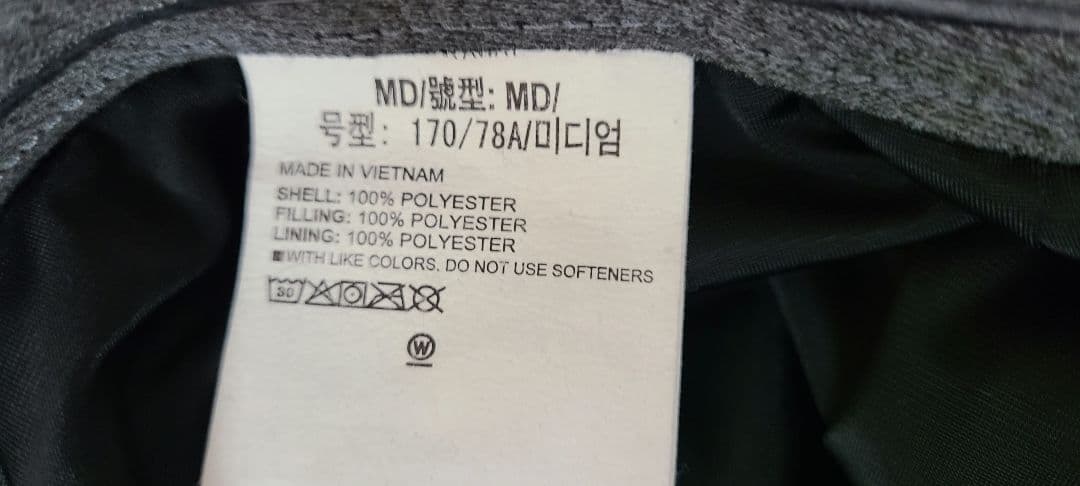 MD/號型: MD/
号型: 170/78A/미디엄
MADE IN VIETNAM
SHELL: 100% POLYESTER
FILLING: 100% POLYESTER
LINING: 100% POLYESTER
WITH LIKE COLORS. DO NOT USE SOFTENERS
30
W